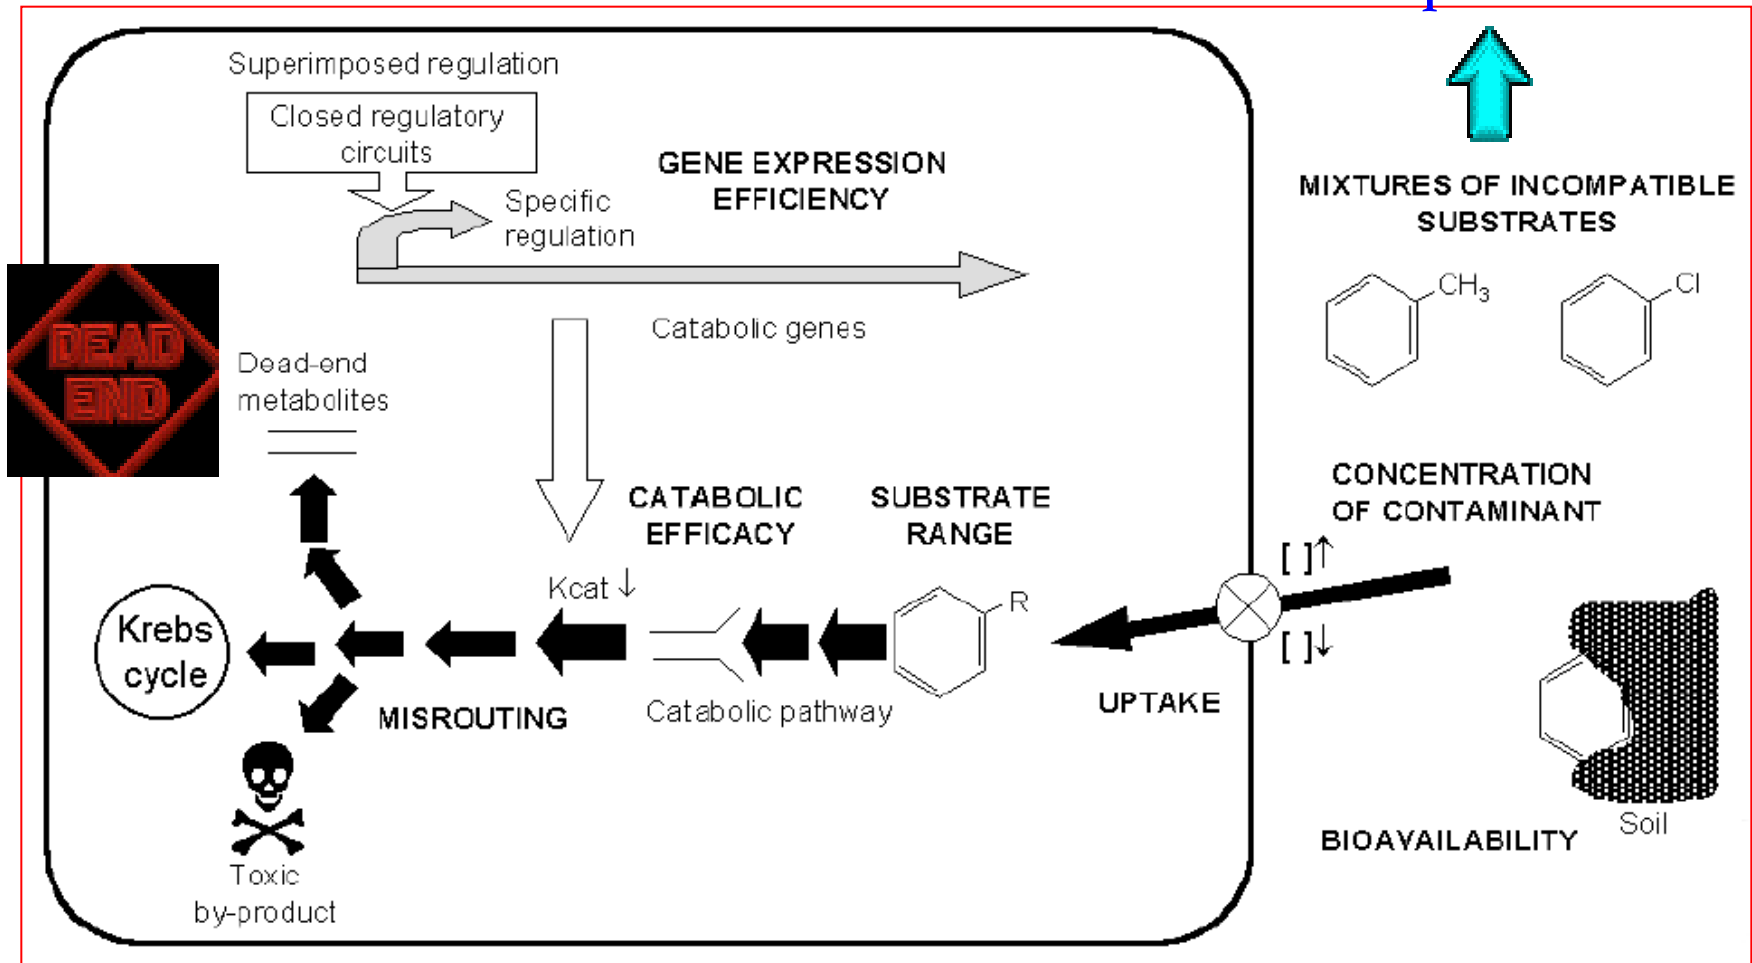 Superimposed regulation
Closed regulatory
circuits
GENE EXPRESSION
EFFICIENCY
Specific
regulation
Catabolic genes
DEAD
END
Dead-end
metabolites
CATABOLIC
EFFICACY
SUBSTRATE
RANGE
Kcat ↓
R
Krebs
cycle
MISROUTING
Catabolic pathway
UPTAKE
Toxic
by-product
MIXTURES OF INCOMPATIBLE
SUBSTRATES
CH3
Cl
CONCENTRATION
OF CONTAMINANT
[ ]↑
[ ]↓
Soil
BIOAVAILABILITY